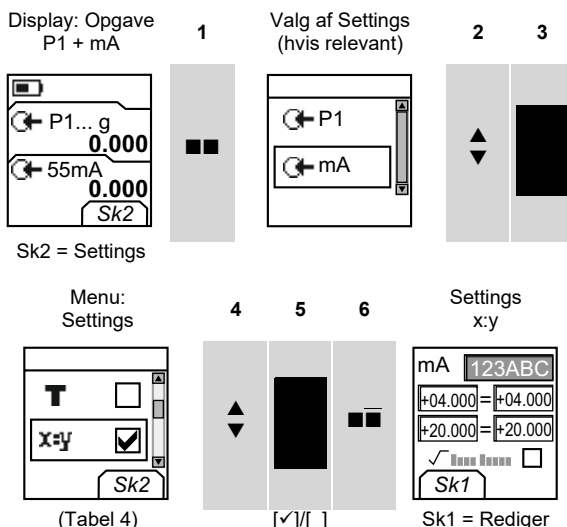 Display: Opgave
P1 + mA
1
Valg af Settings
(hvis relevant)
2
3
P1... g
0.000
55mA
0.000
Sk2
P1
mA
Sk2 = Settings
Menu:
Settings
4
5
6
Settings
x:y
T
x:y
Sk2
mA 123ABC
+04.000 = +04.000
+20.000 = +20.000
√
Sk1
(Tabel 4)
[✓]/[ ]
Sk1 = Rediger